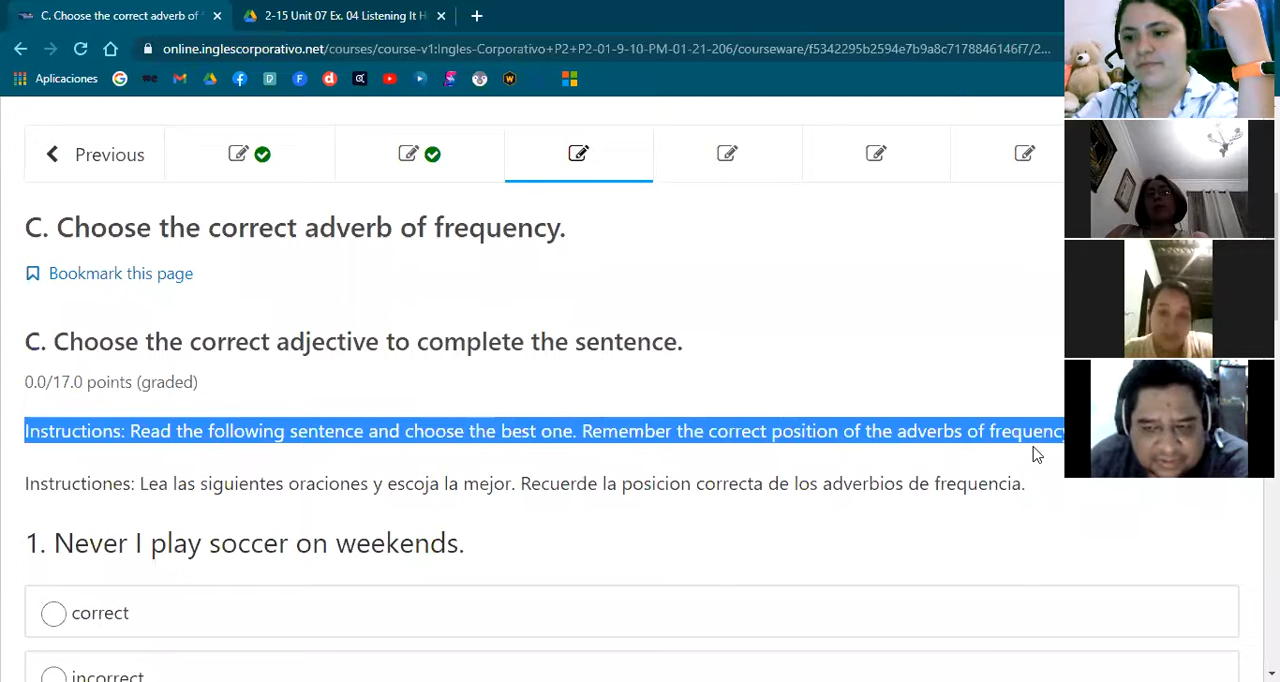 C. Choose the correct adverb of
2-15 Unit 07 Ex. 04 Listening It H
online.inglescorporativo.net/courses/course-v1:Ingles-Corporativo+P2+P2-01-9-10-PM-01-21-206/courseware/f5342295b2594e7b9a8c7178846146f7/2...
Aplicaciones
Previous
C. Choose the correct adverb of frequency.
Bookmark this page
C. Choose the correct adjective to complete the sentence.
0.0/17.0 points (graded)
Instructions: Read the following sentence and choose the best one. Remember the correct position of the adverbs of frequency
Instructiones: Lea las siguientes oraciones y escoja la mejor. Recuerde la posicion correcta de los adverbios de frequencia.
1. Never I play soccer on weekends.
correct
incorrect